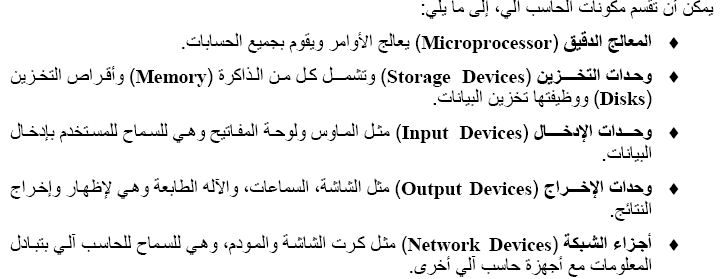 يمكن أن تقسم مكونات الحاسب آلي، إلى ما يلي:
♦ المعالج الدقيق (Microprocessor) يعالج الأوامر ويقوم بجميع الحسابات.
♦ وحدات التخزين (Storage Devices) وتشمل كل من الذاكرة (Memory) وأقراص التخزين
(Disks) ووظيفتها تخزين البيانات.
♦ وحدات الإدخال (Input Devices) مثل الماوس ولوحة المفاتيح وهي للسماح للمستخدم بإدخال
البيانات.
♦ وحدات الإخراج (Output Devices) مثل الشاشة، السماعات، والآله الطابعة وهي لإظهار وإخراج
النتائج.
♦ أجزاء الشبكة (Network Devices) مثل كرت الشاشة والمودم، وهي للسماح للحاسب آلي بتبادل
المعلومات مع أجهزة حاسب آلي أخرى.